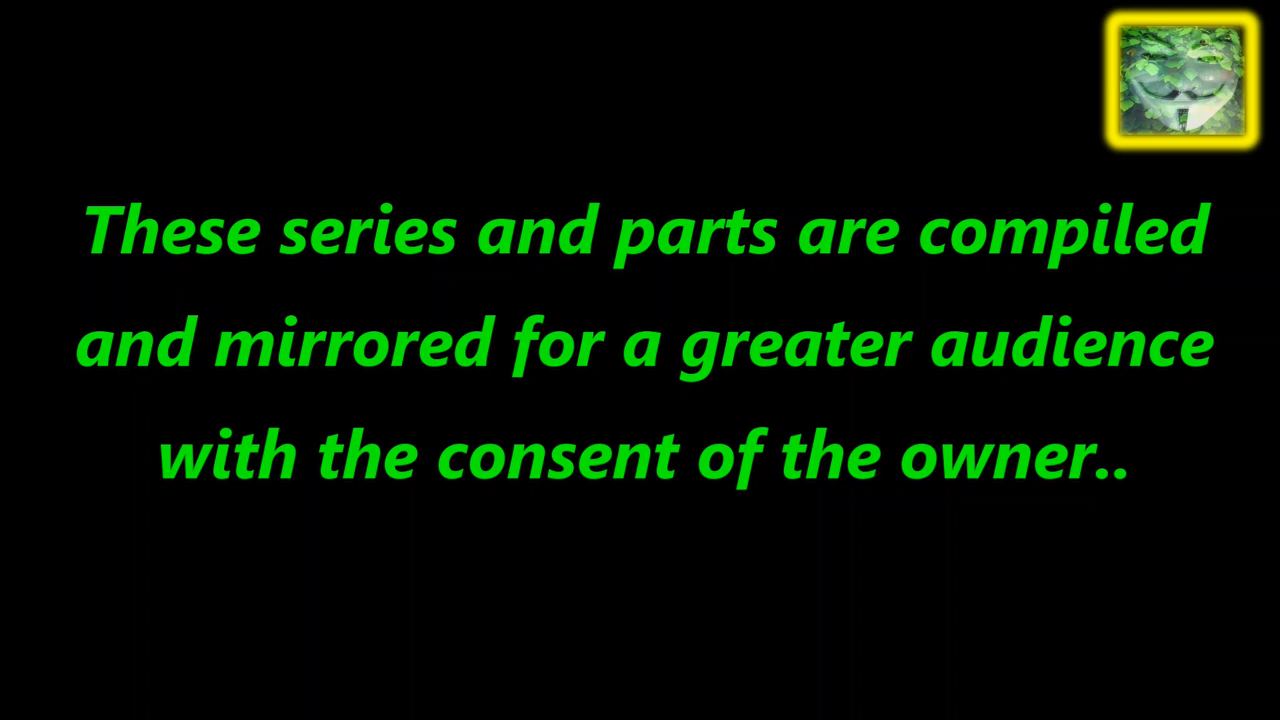 These series and parts are compiled
and mirrored for a greater audience
with the consent of the owner..